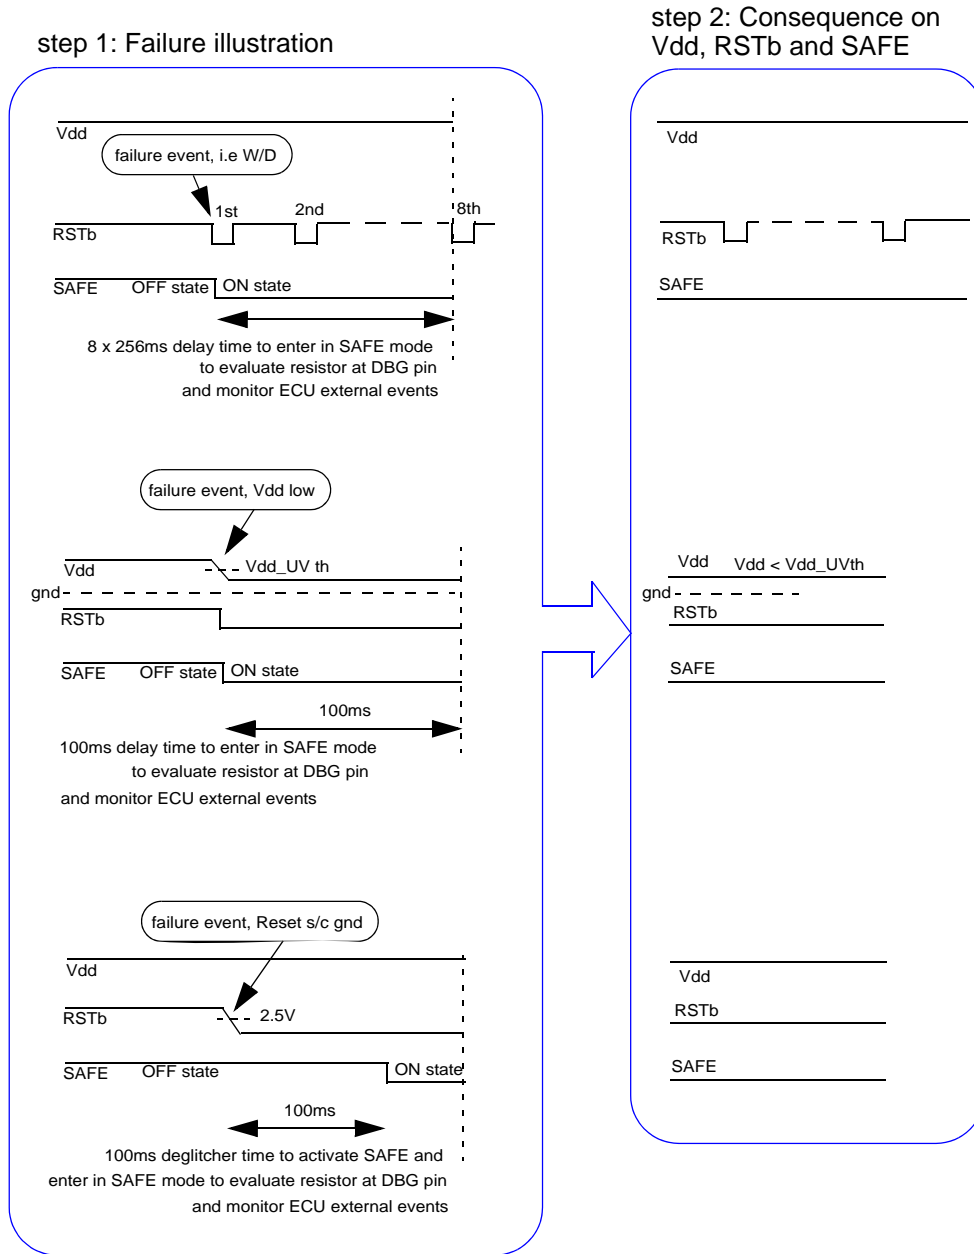 step 1: Failure illustration
Vdd
failure event, i.e W/D
1st
2nd
8th
RSTb
SAFE
OFF state
ON state
8 x 256ms delay time to enter in SAFE mode
to evaluate resistor at DBG pin
and monitor ECU external events
failure event, Vdd low
Vdd
Vdd_UV th
gnd
RSTb
SAFE
OFF state
ON state
100ms
100ms delay time to enter in SAFE mode
to evaluate resistor at DBG pin
and monitor ECU external events
failure event, Reset s/c gnd
Vdd
RSTb
2.5V
SAFE
OFF state
ON state
100ms
100ms deglitcher time to activate SAFE and
enter in SAFE mode to evaluate resistor at DBG pin
and monitor ECU external events
step 2: Consequence on
Vdd, RSTb and SAFE
Vdd
RSTb
SAFE
Vdd
Vdd < Vdd_UVth
gnd
RSTb
SAFE
Vdd
RSTb
SAFE